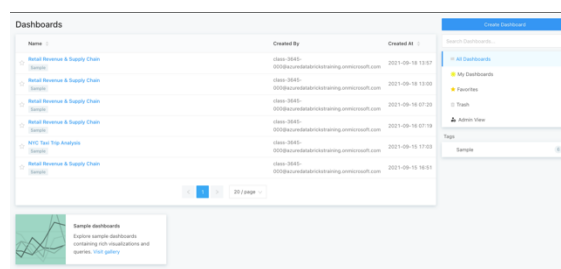 Dashboards
Create Dashboard
Name
Created By
Created At
Search Dashboards...
Retail Revenue & Supply Chain
Sample
class-3645-
000@azuredatabrickstraining.onmicrosoft.com
2021-09-16 13:57
All Dashboards
Retail Revenue & Supply Chain
Sample
class-3645-
000@azuredatabrickstraining.onmicrosoft.com
2021-09-16 13:00
My Dashboards
Favorites
Retail Revenue & Supply Chain
Sample
class-3645-
000@azuredatabrickstraining.onmicrosoft.com
2021-09-16 07:20
Trash
Retail Revenue & Supply Chain
Sample
class-3645-
000@azuredatabrickstraining.onmicrosoft.com
2021-09-16 07:19
Admin View
Tags
NYC Taxi Trip Analysis
Sample
class-3645-
000@azuredatabrickstraining.onmicrosoft.com
2021-09-15 17:03
Sample
Retail Revenue & Supply Chain
Sample
class-3645-
000@azuredatabrickstraining.onmicrosoft.com
2021-09-15 16:51
20 / page
Sample dashboards
Explore sample dashboards
containing rich visualizations and
queries. Visit gallery